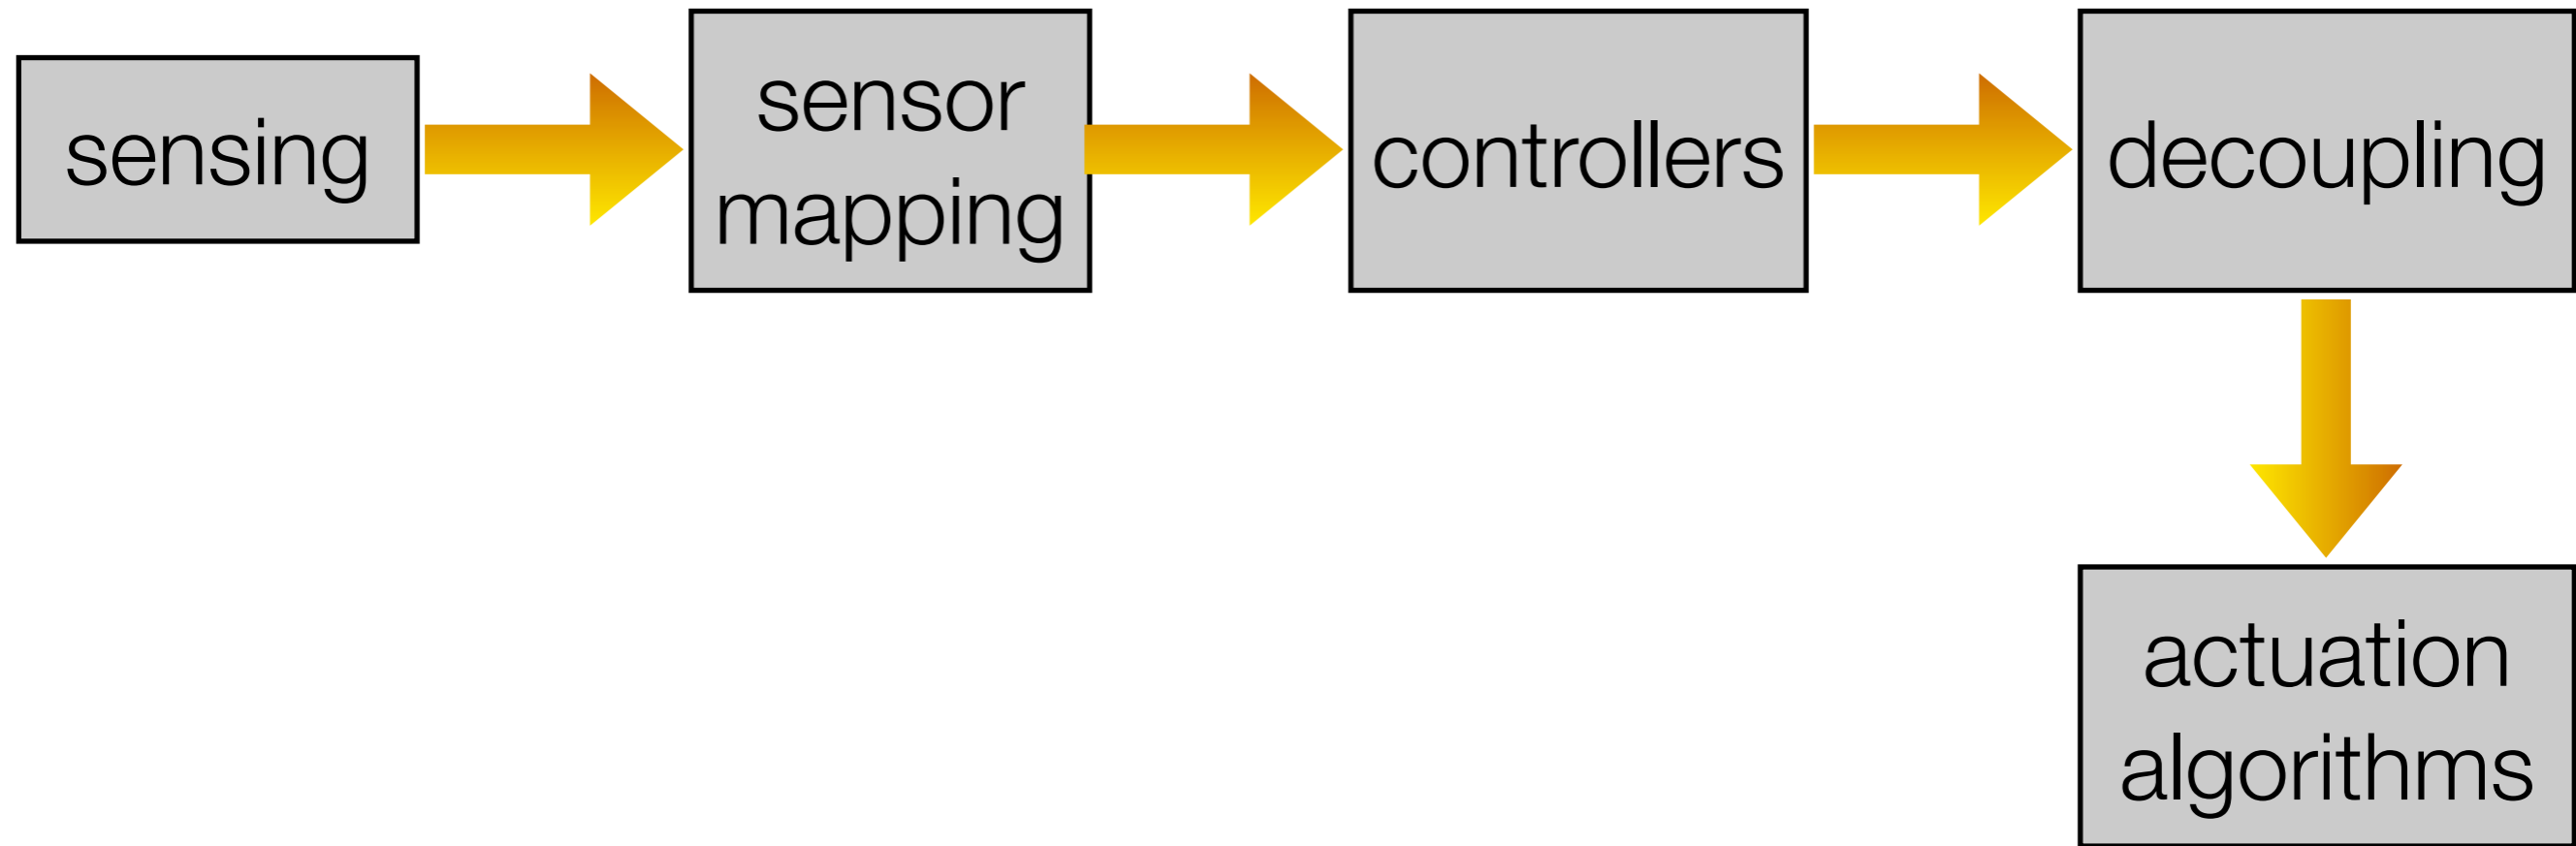 sensing
sensor
mapping
controllers
decoupling
actuation
algorithms